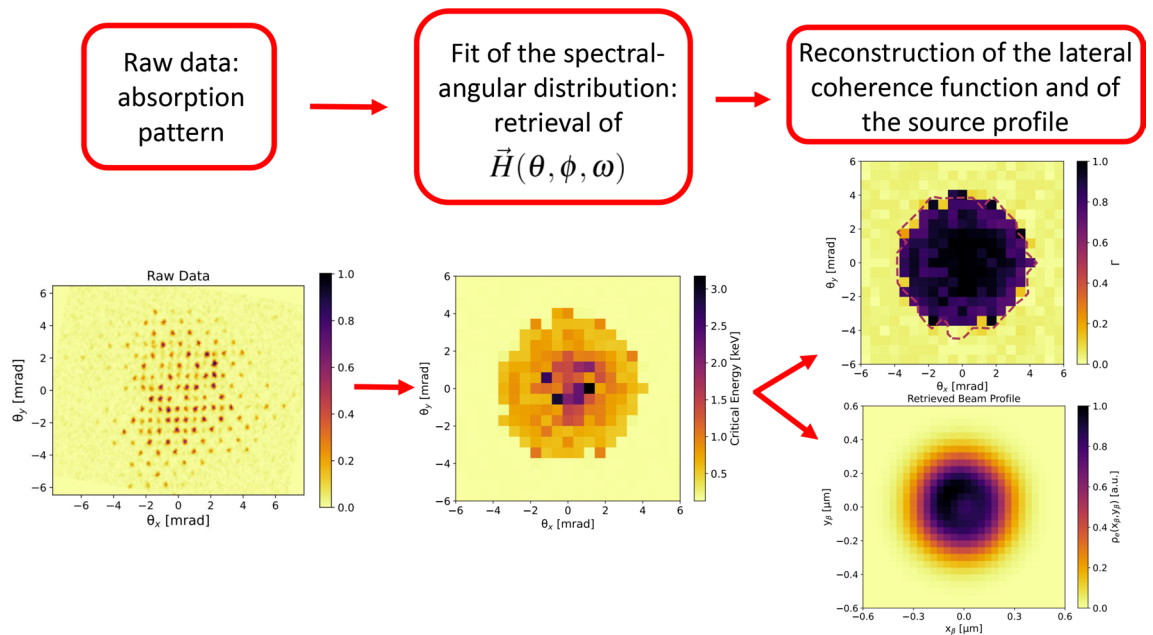 Raw data:
absorption
pattern
Fit of the spectral-
angular distribution:
retrieval of
H⃗(θ, ϕ, ω)
Reconstruction of the lateral
coherence function and of
the source profile
Raw Data
6
4
2
0
−2
−4
−6
θy [mrad]
−6 −4 −2 0 2 4 6
θx [mrad]
1.0
0.8
0.6
0.4
0.2
0.0
6
4
2
0
−2
−4
−6
θy [mrad]
−6 −4 −2 0 2 4 6
θx [mrad]
3.0
2.5
2.0
1.5
1.0
0.5
Critical Energy [keV]
6
4
2
0
−2
−4
−6
θy [mrad]
−6 −4 −2 0 2 4 6
θx [mrad]
1.0
0.8
0.6
0.4
0.2
0.0
Γ
Retrieved Beam Profile
0.6
0.4
0.2
0.0
−0.2
−0.4
−0.6
yβ [μm]
−0.6 −0.3 0.0 0.3 0.6
xβ [μm]
1.0
0.8
0.6
0.4
0.2
0.0
ρe(xβ,yβ) [a.u.]